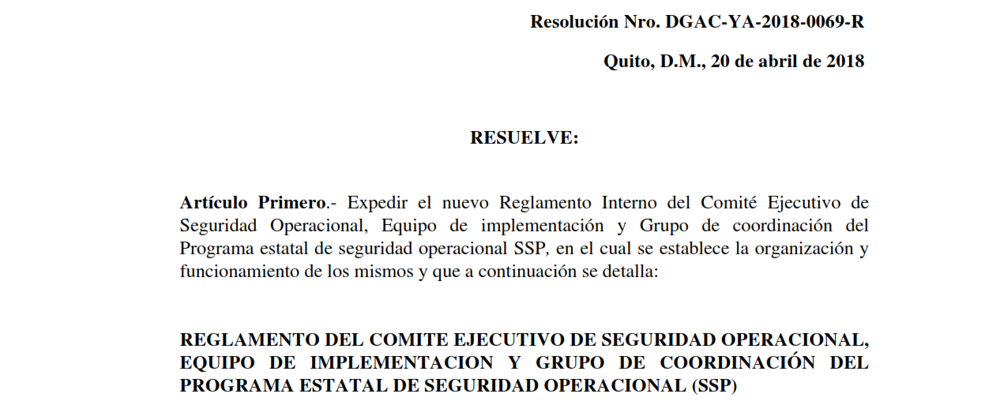 Resolución Nro. DGAC-YA-2018-0069-R
Quito, D.M., 20 de abril de 2018
RESUELVE:
Artículo Primero.- Expedir el nuevo Reglamento Interno del Comité Ejecutivo de
Seguridad Operacional, Equipo de implementación y Grupo de coordinación del
Programa estatal de seguridad operacional SSP, en el cual se establece la organización y
funcionamiento de los mismos y que a continuación se detalla:
REGLAMENTO DEL COMITE EJECUTIVO DE SEGURIDAD OPERACIONAL,
EQUIPO DE IMPLEMENTACION Y GRUPO DE COORDINACIÓN DEL
PROGRAMA ESTATAL DE SEGURIDAD OPERACIONAL (SSP)